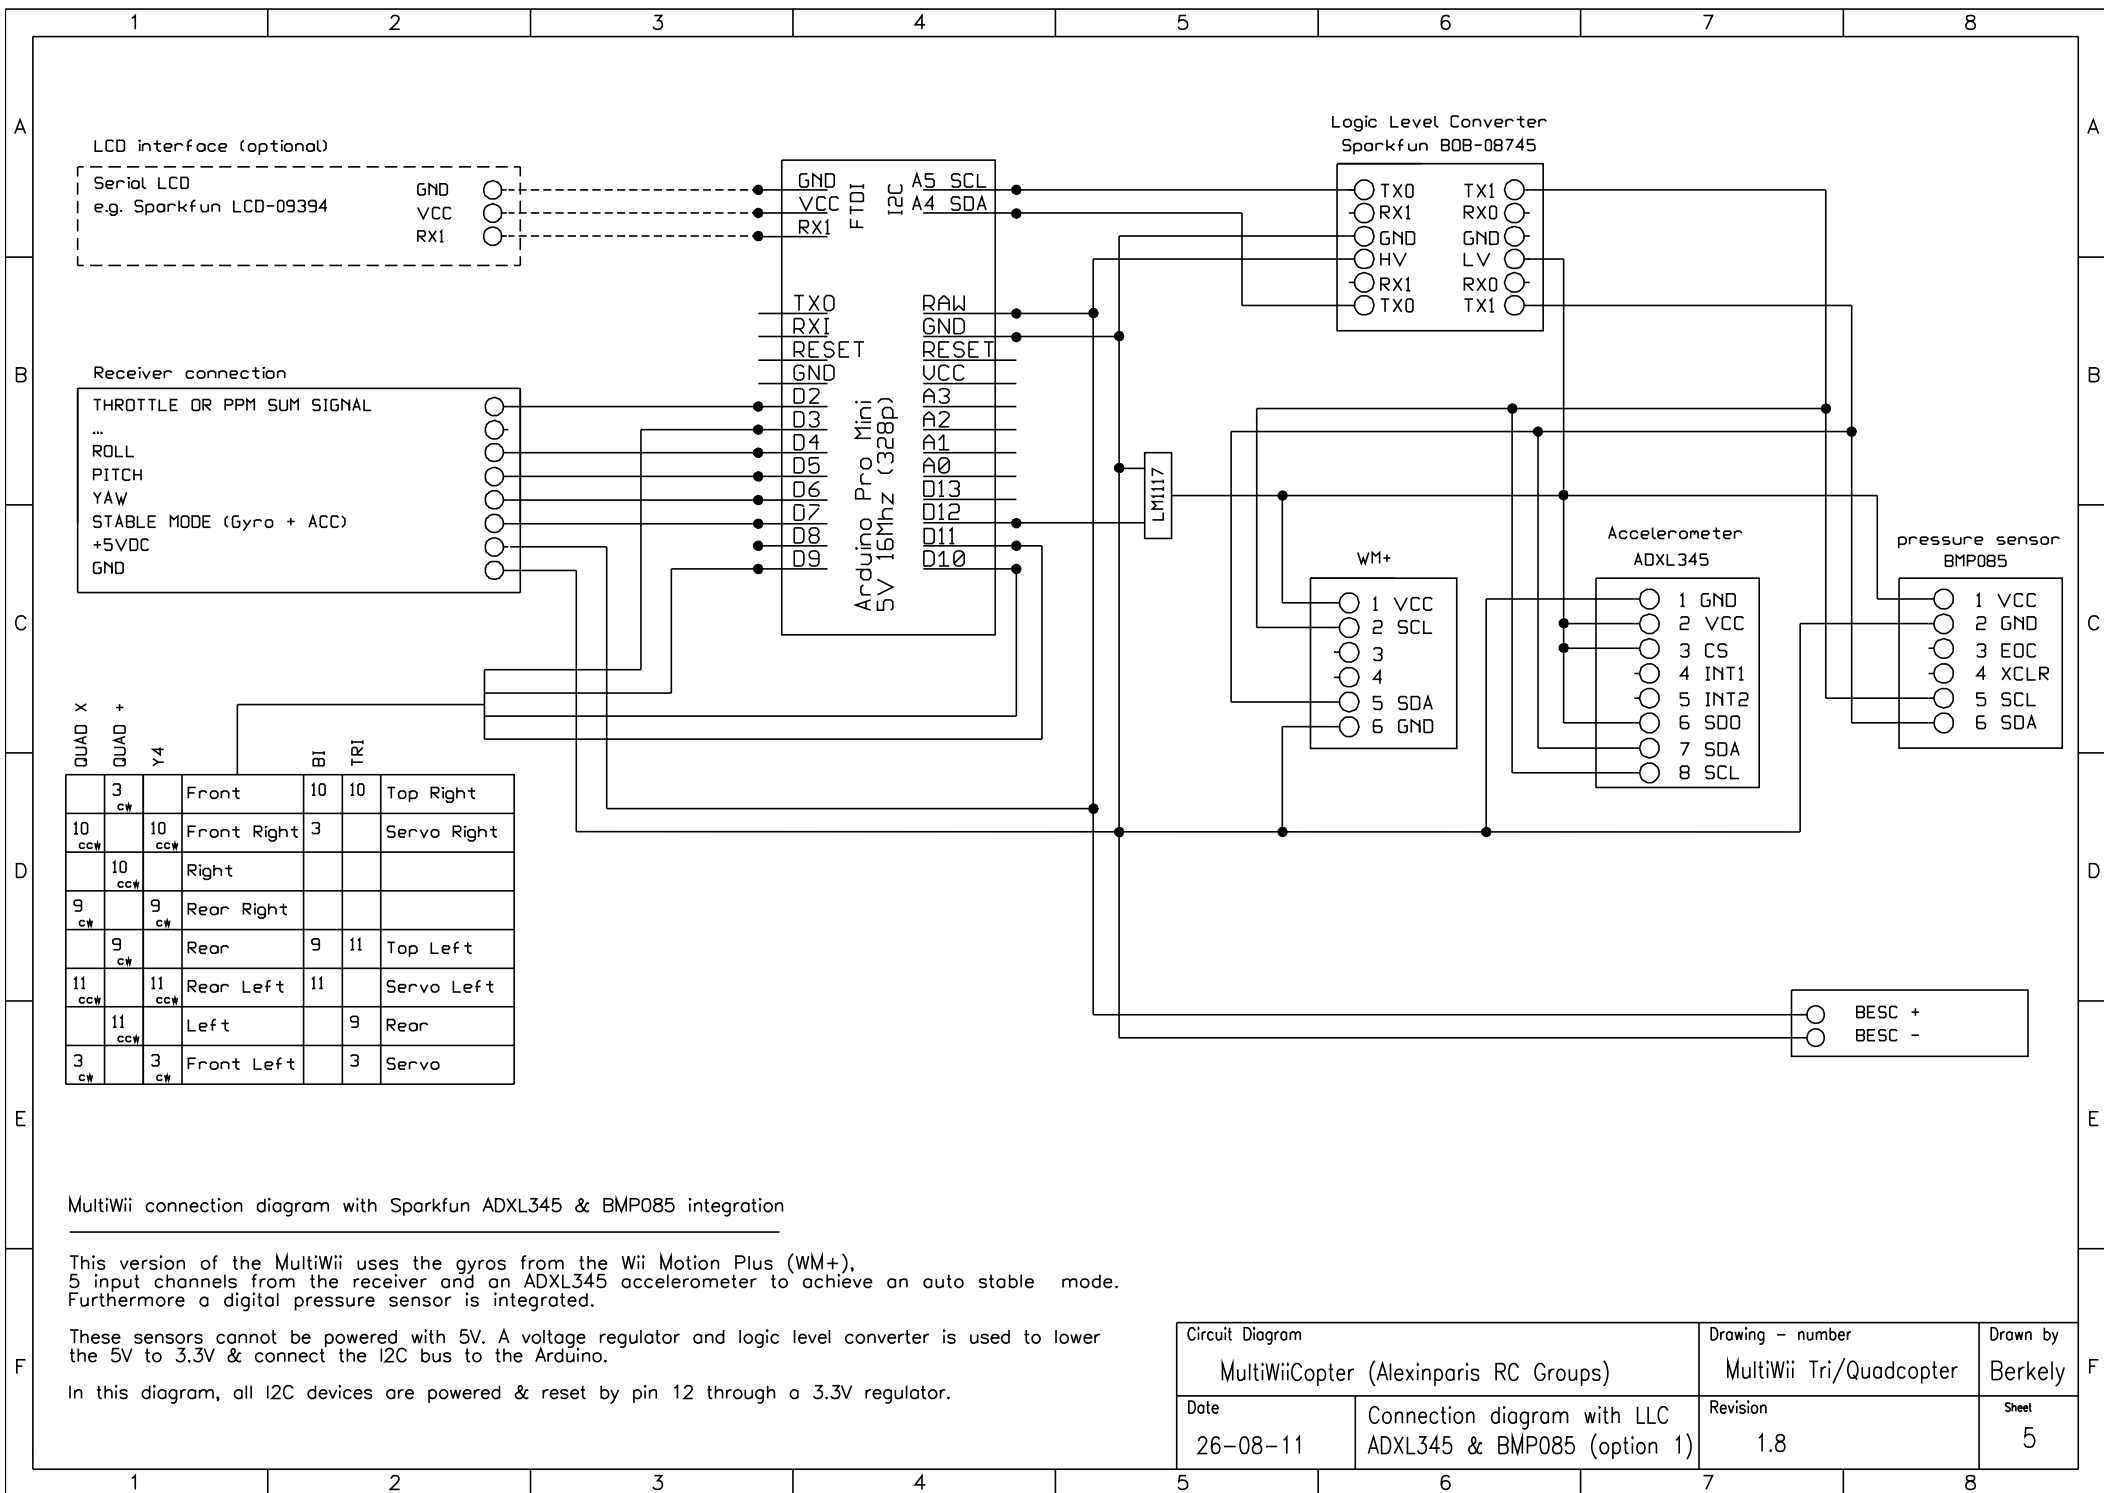 1 2 3 4 5 6 7 8
A A
B B
C C
D D
E E
F F
LCD interface (optional)
Serial LCD
e.g. Sparkfun LCD-09394
GND
VCC
RX1
Receiver connection
THROTTLE OR PPM SUM SIGNAL
...
ROLL
PITCH
YAW
STABLE MODE (Gyro + ACC)
+5VDC
GND
GND
VCC
RX1
FTDI
I2C
A5 SCL
A4 SDA
TXO
RXI
RESET
GND
D2
D3
D4
D5
D6
D7
D8
D9
Arduino Pro Mini
5V 16Mhz (328p)
RAW
GND
RESET
VCC
A3
A2
A1
A0
D13
D12
D11
D10
LM1117
Logic Level Converter
Sparkfun BOB-08745
TX0 TX1
RX1 RX0
GND GND
HV LV
RX1 RX0
TX0 TX1
WM+
1 VCC
2 SCL
3
4
5 SDA
6 GND
Accelerometer
ADXL345
1 GND
2 VCC
3 CS
4 INT1
5 INT2
6 SDO
7 SDA
8 SCL
pressure sensor
BMP085
1 VCC
2 GND
3 EOC
4 XCLR
5 SCL
6 SDA
BESC +
BESC -
QUAD X QUAD + Y4 BI TRI
3 cw Front 10 10 Top Right
10 ccw 10 ccw Front Right 3 Servo Right
10 ccw Right
9 cw 9 cw Rear Right
9 cw Rear 9 11 Top Left
11 ccw 11 ccw Rear Left 11 Servo Left
11 ccw Left 9 Rear
3 cw 3 cw Front Left 3 Servo
MultiWii connection diagram with Sparkfun ADXL345 & BMP085 integration
This version of the MultiWii uses the gyros from the Wii Motion Plus (WM+),
5 input channels from the receiver and an ADXL345 accelerometer to achieve an auto stable mode.
Furthermore a digital pressure sensor is integrated.
These sensors cannot be powered with 5V. A voltage regulator and logic level converter is used to lower
the 5V to 3.3V & connect the I2C bus to the Arduino.
In this diagram, all I2C devices are powered & reset by pin 12 through a 3.3V regulator.
Circuit Diagram
MultiWiiCopter (Alexinparis RC Groups)
Drawing - number
MultiWii Tri/Quadcopter
Drawn by
Berkely
Date
26-08-11
Connection diagram with LLC
ADXL345 & BMP085 (option 1)
Revision
1.8
Sheet
5
1 2 3 4 5 6 7 8